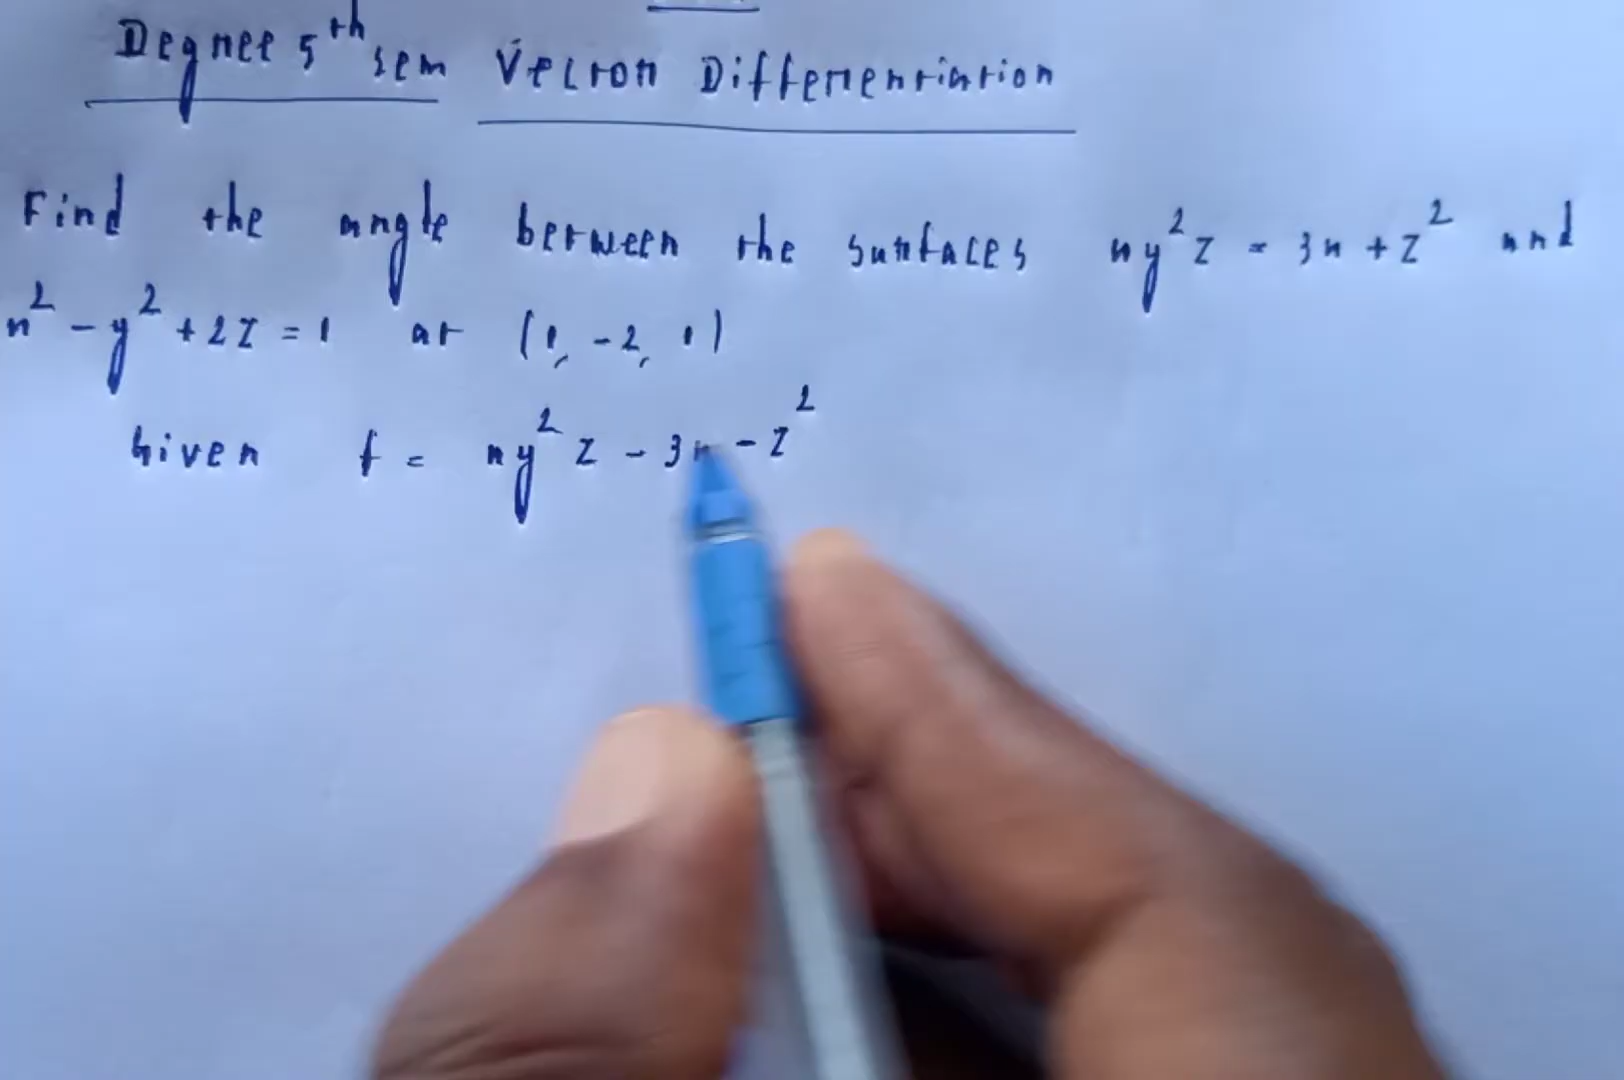 Degree 5th sem Vector Differentiation
Find the angle between the surfaces xy²z = 3x + z² and
x² - y² + 2z = 1 at (1, -2, 1)
Given f = xy²z - 3x - z²